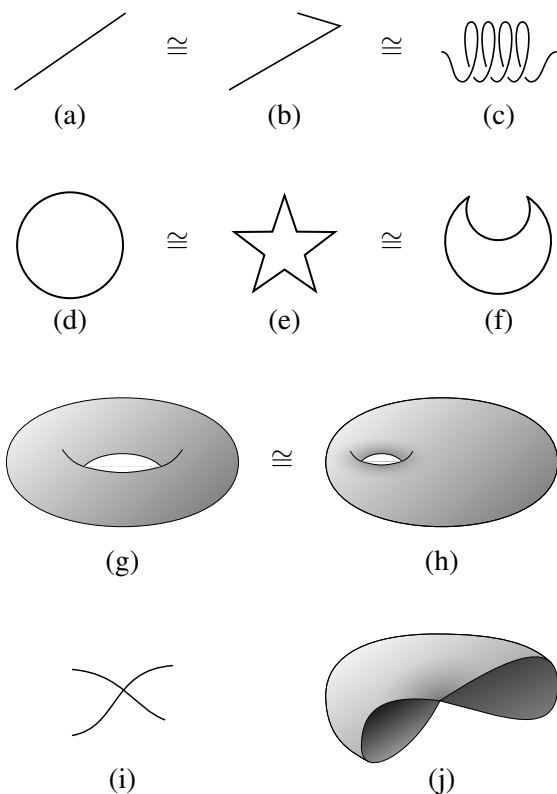 ≅ ≅
(a) (b) (c)
≅ ≅
(d) (e) (f)
≅
(g) (h)
(i) (j)